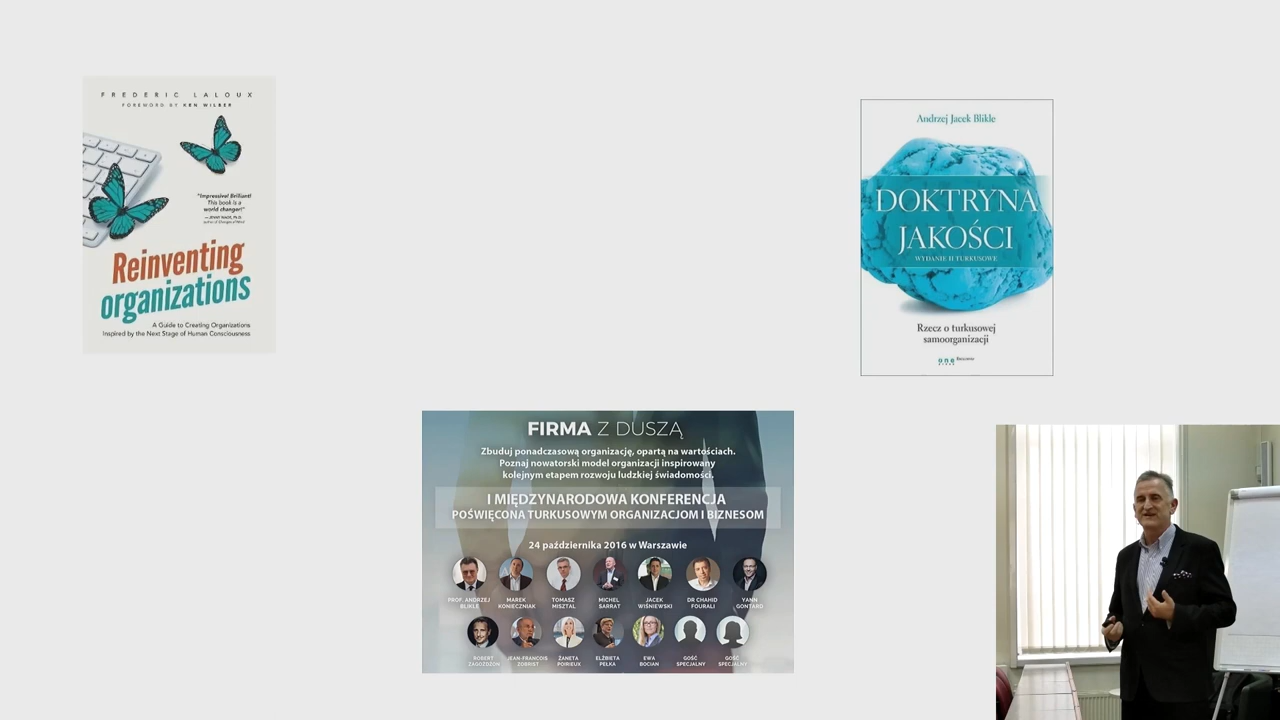 FREDERIC LALOUX
FOREWORD BY KEN WILBER
"Impressive! Brilliant!
This book is a
world changer!"
Reinventing
organizations
A Guide to Creating Organizations
Inspired by the Next Stage of Human Consciousness
Andrzej Jacek Blikle
DOKTRYNA
JAKOŚCI
WYDANIE II TURKUSOWE
Rzecz o turkusowej
samoorganizacji
one
FIRMA Z DUSZĄ
Zbuduj ponadczasową organizację, opartą na wartościach.
Poznaj nowatorski model organizacji inspirowany
kolejnym etapem rozwoju ludzkiej świadomości.
I MIĘDZYNARODOWA KONFERENCJA
POŚWIĘCONA TURKUSOWYM ORGANIZACJOM I BIZNESOM
24 października 2016 w Warszawie
PROF. ANDRZEJ BLIKLE
MAREK KONIECZNIAK
TOMASZ MISZTAL
MICHEL SARRAT
JACEK WIŚNIEWSKI
DR CHAHID FOURALI
YANN GONTARD
ROBERT ZAGOŻDŻON
JEAN-FRANCOIS ZOBRIST
ŻANETA POIRIEUX
ELŻBIETA PEŁKA
EWA BOCIAN
GOŚĆ SPECJALNY
GOŚĆ SPECJALNY